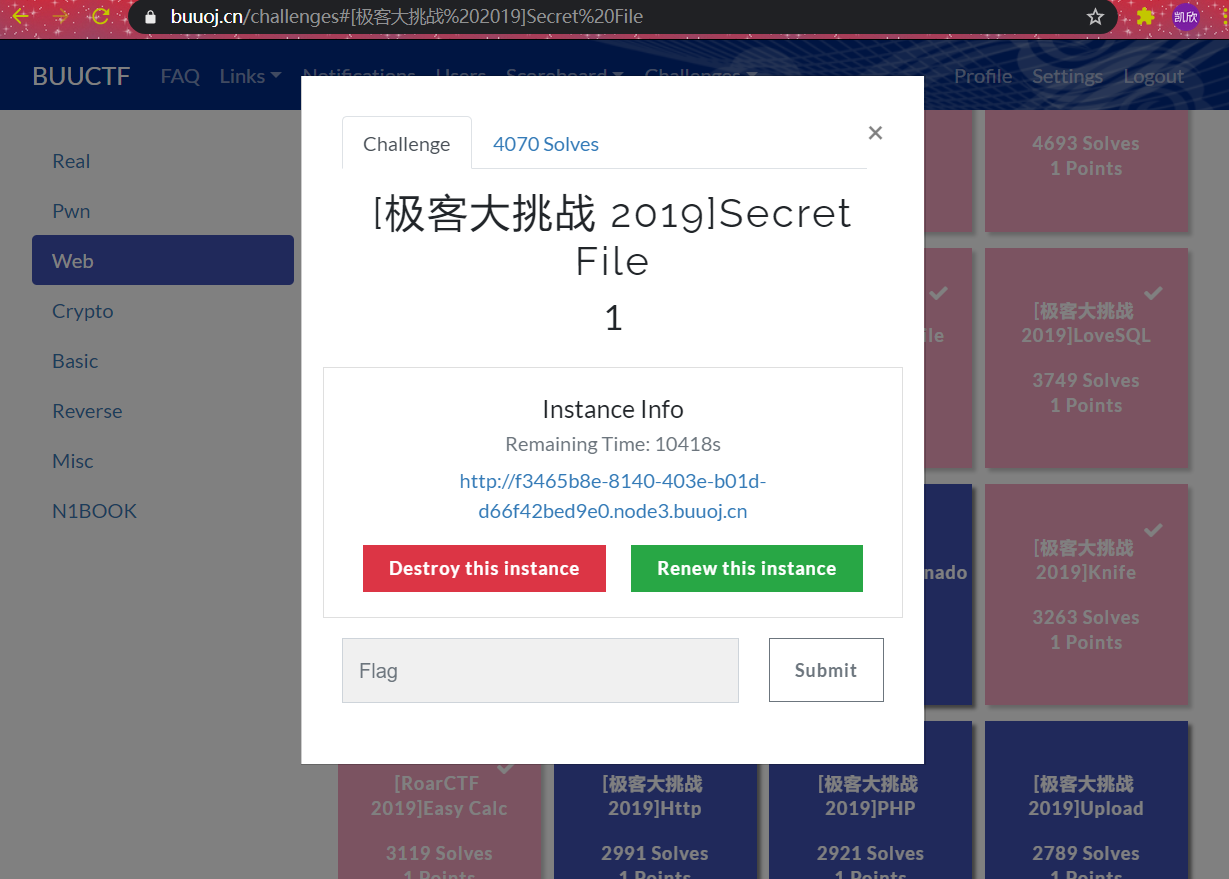 buuoj.cn/challenges#[极客大挑战%202019]Secret%20File
凯欣
BUUCTF FAQ Links Notifications Users Scoreboard Challenges Profile Settings Logout
Real
Pwn
Web
Crypto
Basic
Reverse
Misc
N1BOOK
Challenge
4070 Solves
×
[极客大挑战 2019]Secret
File
1
Instance Info
Remaining Time: 10418s
http://f3465b8e-8140-403e-b01d-
d66f42bed9e0.node3.buuoj.cn
Destroy this instance
Renew this instance
Flag
Submit
4693 Solves
1 Points
ile
[极客大挑战
2019]LoveSQL
3749 Solves
1 Points
nado
[极客大挑战
2019]Knife
3263 Solves
1 Points
[RoarCTF
2019]Easy Calc
3119 Solves
1 Points
[极客大挑战
2019]Http
2991 Solves
1 Points
[极客大挑战
2019]PHP
2921 Solves
1 Points
[极客大挑战
2019]Upload
2789 Solves
1 Points